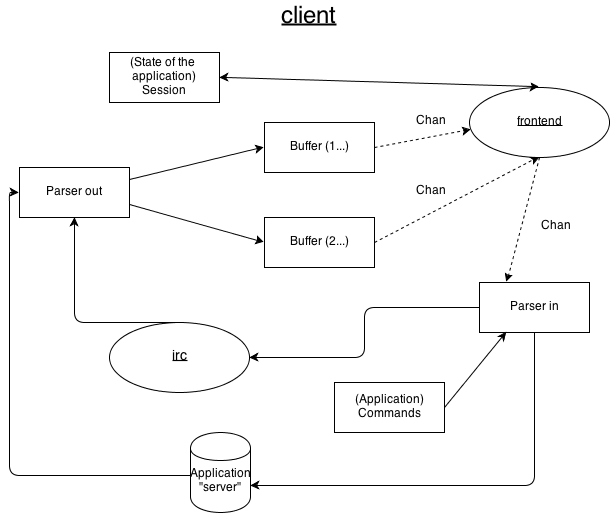 client
(State of the
application)
Session
frontend
Chan
Buffer (1...)
Parser out
Chan
Buffer (2...)
Chan
Parser in
irc
(Application)
Commands
Application
"server"